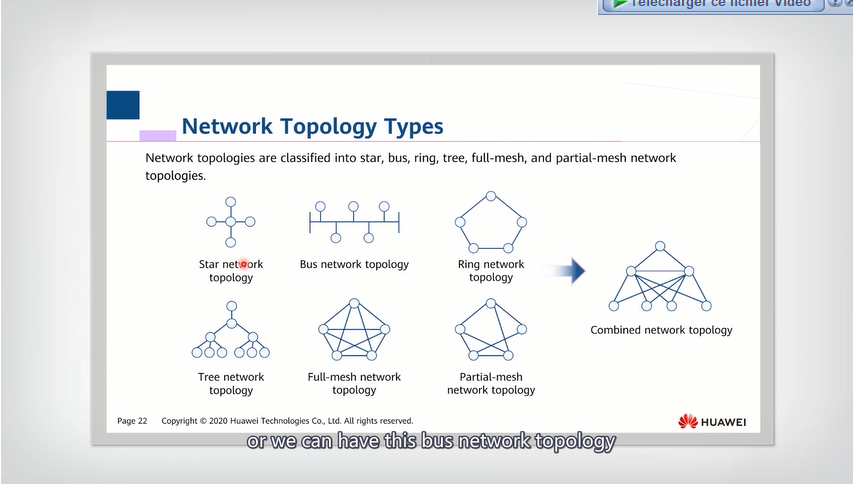 Télécharger ce fichier Vidéo
Network Topology Types
Network topologies are classified into star, bus, ring, tree, full-mesh, and partial-mesh network
topologies.
Star network
topology
Bus network topology
Ring network
topology
Combined network topology
Tree network
topology
Full-mesh network
topology
Partial-mesh
network topology
Page 22 Copyright © 2020 Huawei Technologies Co., Ltd. All rights reserved.
HUAWEI
or we can have this bus network topology